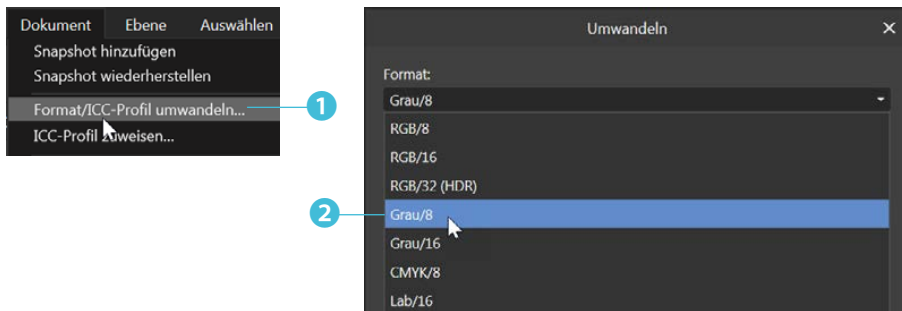 Dokument Ebene Auswählen
Snapshot hinzufügen
Snapshot wiederherstellen
Format/ICC-Profil umwandeln...
1
ICC-Profil zuweisen...
Umwandeln
Format:
Grau/8
RGB/8
RGB/16
RGB/32 (HDR)
2
Grau/8
Grau/16
CMYK/8
Lab/16